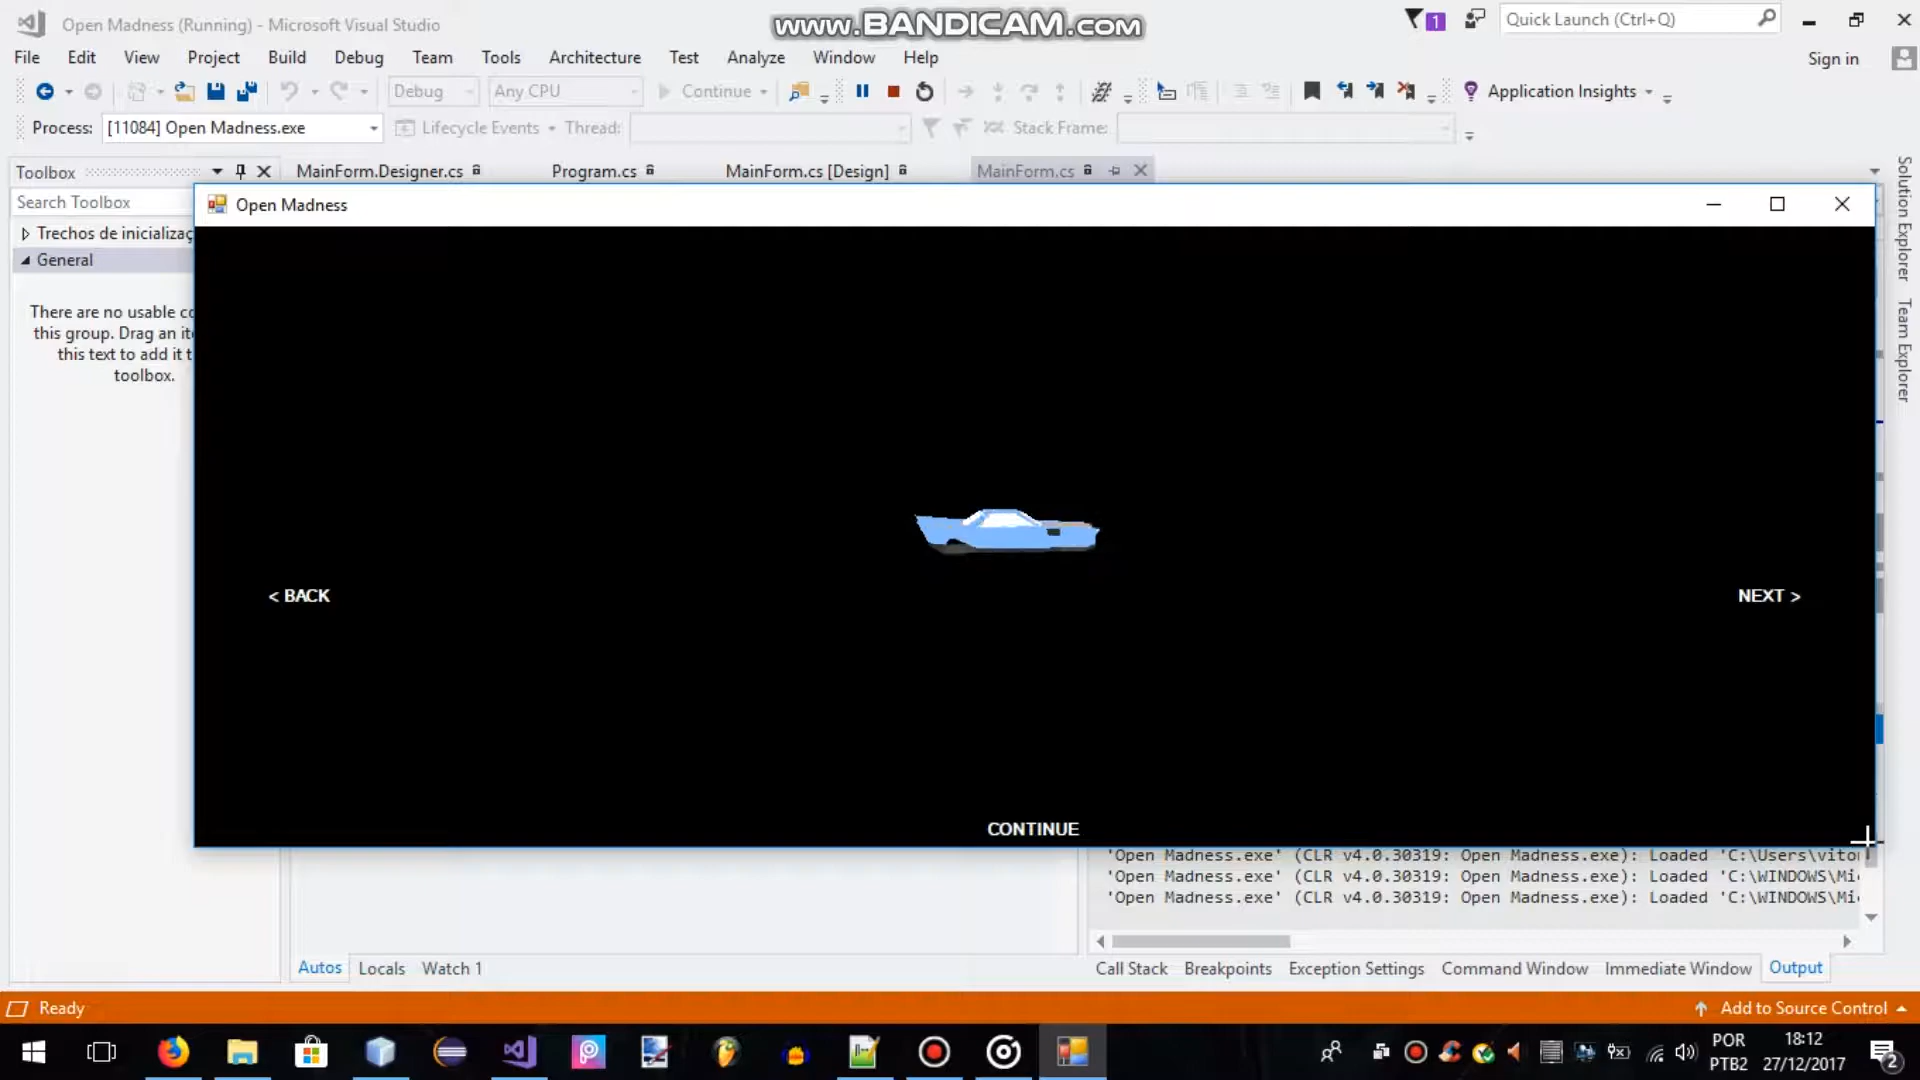 Open Madness (Running) - Microsoft Visual Studio
www.BANDICAM.com
1
Quick Launch (Ctrl+Q)
File Edit View Project Build Debug Team Tools Architecture Test Analyze Window Help
Sign in
Debug Any CPU Continue Application Insights
Process: [11084] Open Madness.exe Lifecycle Events Thread: Stack Frame:
Toolbox
MainForm.Designer.cs Program.cs MainForm.cs [Design] MainForm.cs
Search Toolbox
Open Madness
Trechos de inicializaç
General
There are no usable co
this group. Drag an ite
this text to add it t
toolbox.
Solution Explorer
Team Explorer
< BACK
NEXT >
CONTINUE
'Open Madness.exe' (CLR v4.0.30319: Open Madness.exe): Loaded 'C:\Users\vito
'Open Madness.exe' (CLR v4.0.30319: Open Madness.exe): Loaded 'C:\WINDOWS\Mi
'Open Madness.exe' (CLR v4.0.30319: Open Madness.exe): Loaded 'C:\WINDOWS\Mi
Autos Locals Watch 1
Call Stack Breakpoints Exception Settings Command Window Immediate Window Output
Ready
Add to Source Control
POR
PTB2
18:12
27/12/2017
2